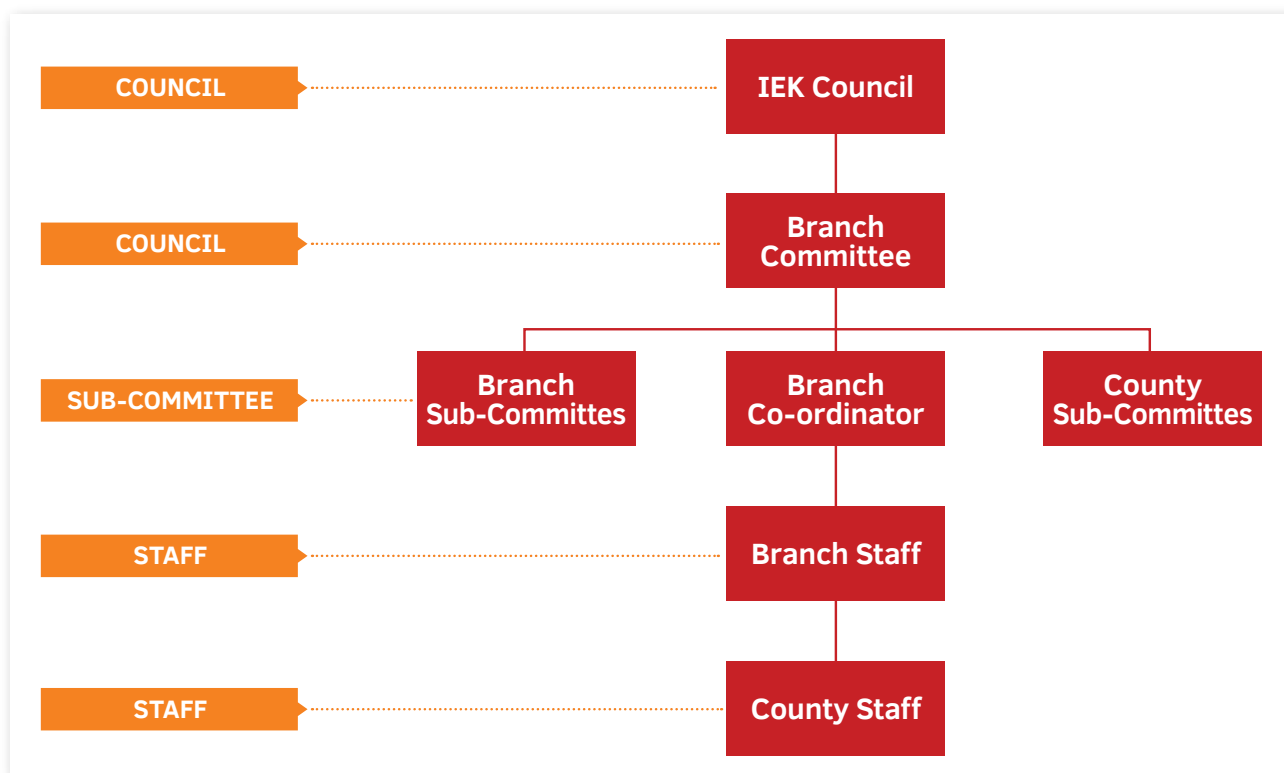 COUNCIL
IEK Council
COUNCIL
Branch
Committee
SUB-COMMITTEE
Branch
Sub-Committes
Branch
Co-ordinator
County
Sub-Committes
STAFF
Branch Staff
STAFF
County Staff